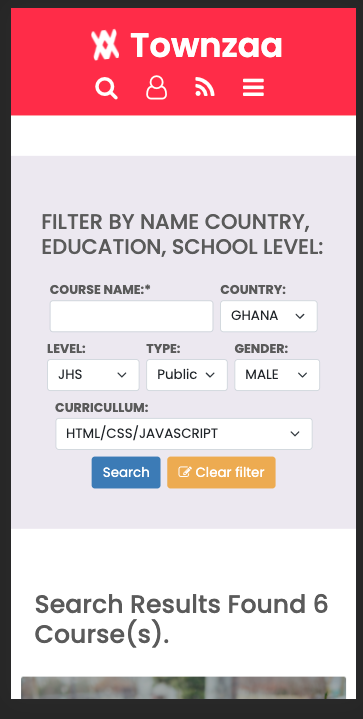 Townzaa
FILTER BY NAME COUNTRY,
EDUCATION, SCHOOL LEVEL:
COURSE NAME:* COUNTRY:
GHANA
LEVEL: TYPE: GENDER:
JHS Public MALE
CURRICULLUM:
HTML/CSS/JAVASCRIPT
Search Clear filter
Search Results Found 6
Course(s).